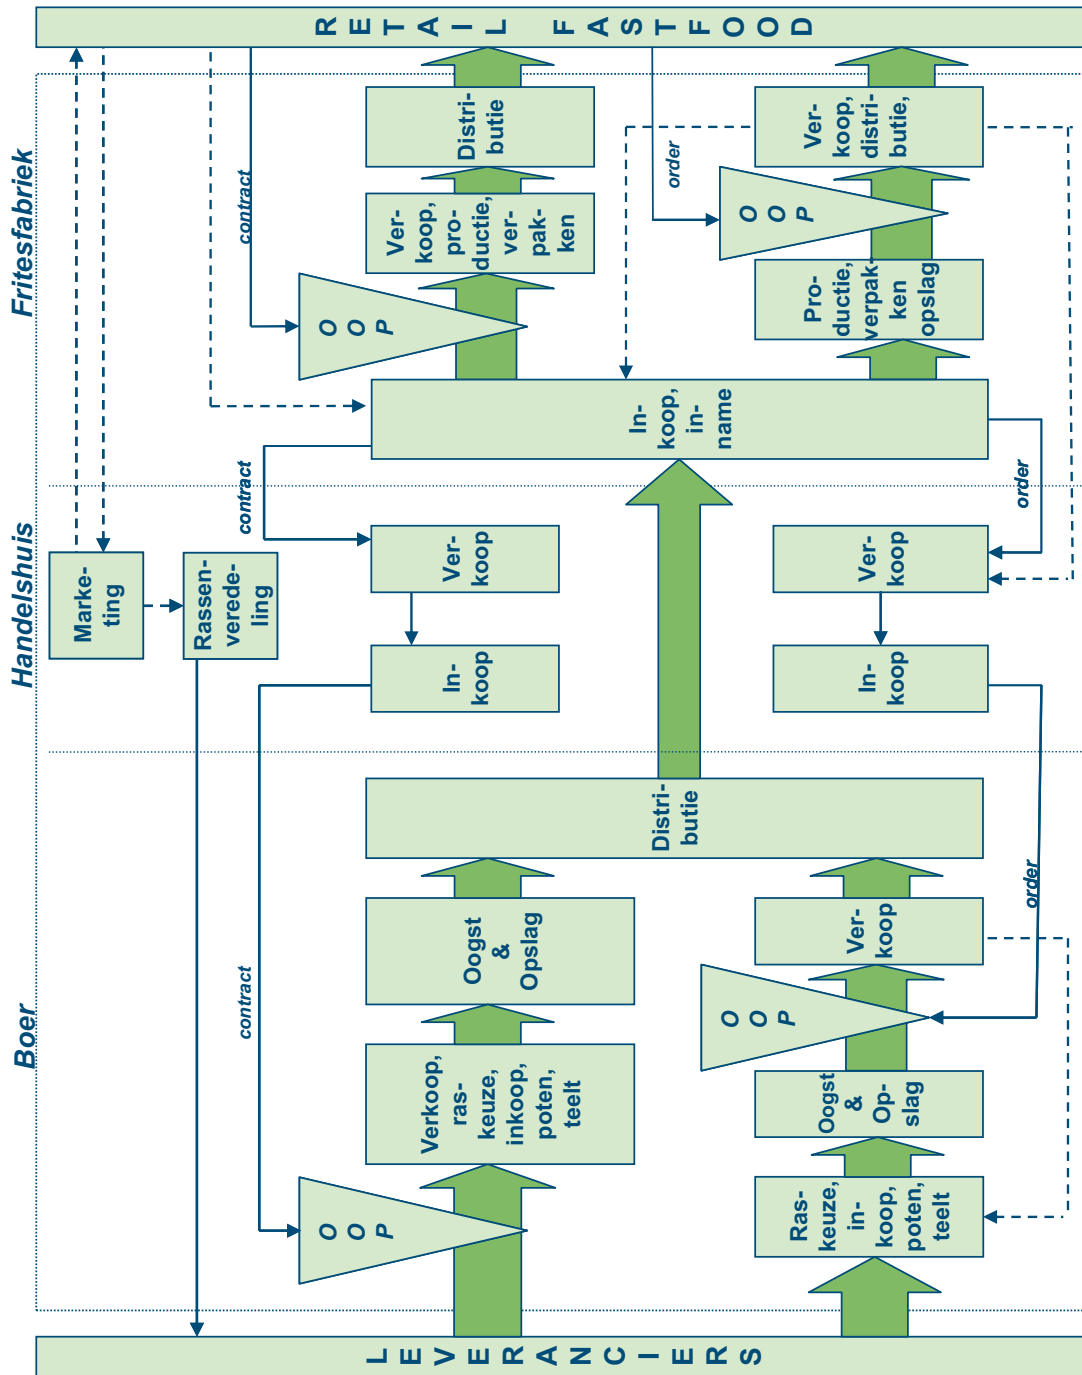 Boer
Handelshuis
Fritesfabriek
LEVERANCIERS
RETAIL FASTFOOD
Marke-
ting
Rassen-
verede-
ling
contract
contract
contract
OOP
Verkoop,
ras-
keuze,
inkoop,
poten,
teelt
Oogst
&
Opslag
In-
koop
Ver-
koop
OOP
Ver-
koop,
pro-
ductie,
ver-
pak-
ken
Distri-
butie
Distri-
butie
In-
koop,
in-
name
order
Ras-
keuze,
in-
koop,
poten,
teelt
Oogst
&
Op-
slag
OOP
Ver-
koop
In-
koop
Ver-
koop
Pro-
ductie,
verpak-
ken
opslag
OOP
Ver-
koop,
distri-
butie,
order
order